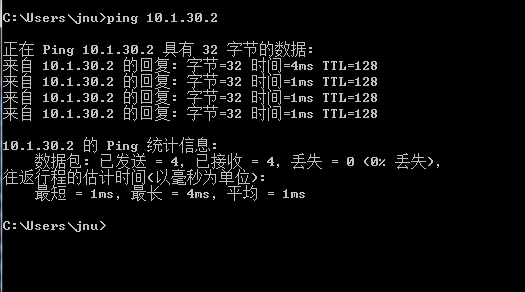 C:\Users\jnu>ping 10.1.30.2
正在 Ping 10.1.30.2 具有 32 字节的数据:
来自 10.1.30.2 的回复: 字节=32 时间=4ms TTL=128
来自 10.1.30.2 的回复: 字节=32 时间=1ms TTL=128
来自 10.1.30.2 的回复: 字节=32 时间=1ms TTL=128
来自 10.1.30.2 的回复: 字节=32 时间=1ms TTL=128
10.1.30.2 的 Ping 统计信息:
数据包: 已发送 = 4, 已接收 = 4, 丢失 = 0 (0% 丢失),
往返行程的估计时间(以毫秒为单位):
最短 = 1ms, 最长 = 4ms, 平均 = 1ms
C:\Users\jnu>